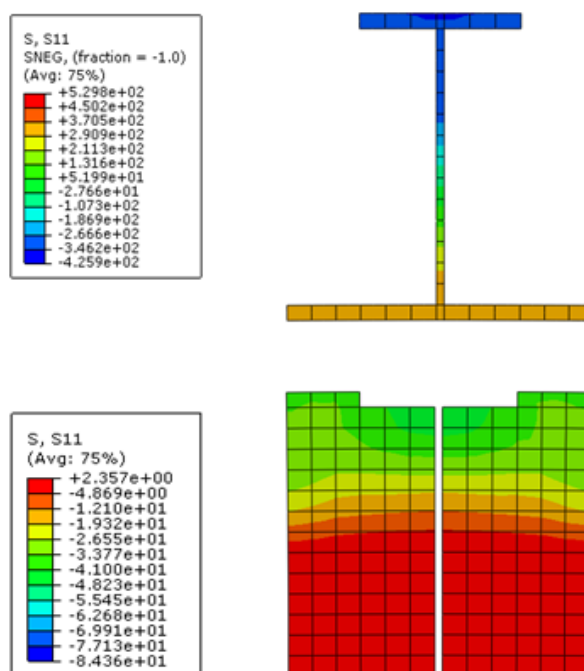 S, S11
SNEG, (fraction = -1.0)
(Avg: 75%)
+5.298e+02
+4.502e+02
+3.705e+02
+2.909e+02
+2.113e+02
+1.316e+02
+5.199e+01
-2.766e+01
-1.073e+02
-1.869e+02
-2.666e+02
-3.462e+02
-4.259e+02
S, S11
(Avg: 75%)
+2.357e+00
-4.869e+00
-1.210e+01
-1.932e+01
-2.655e+01
-3.377e+01
-4.100e+01
-4.823e+01
-5.545e+01
-6.268e+01
-6.991e+01
-7.713e+01
-8.436e+01